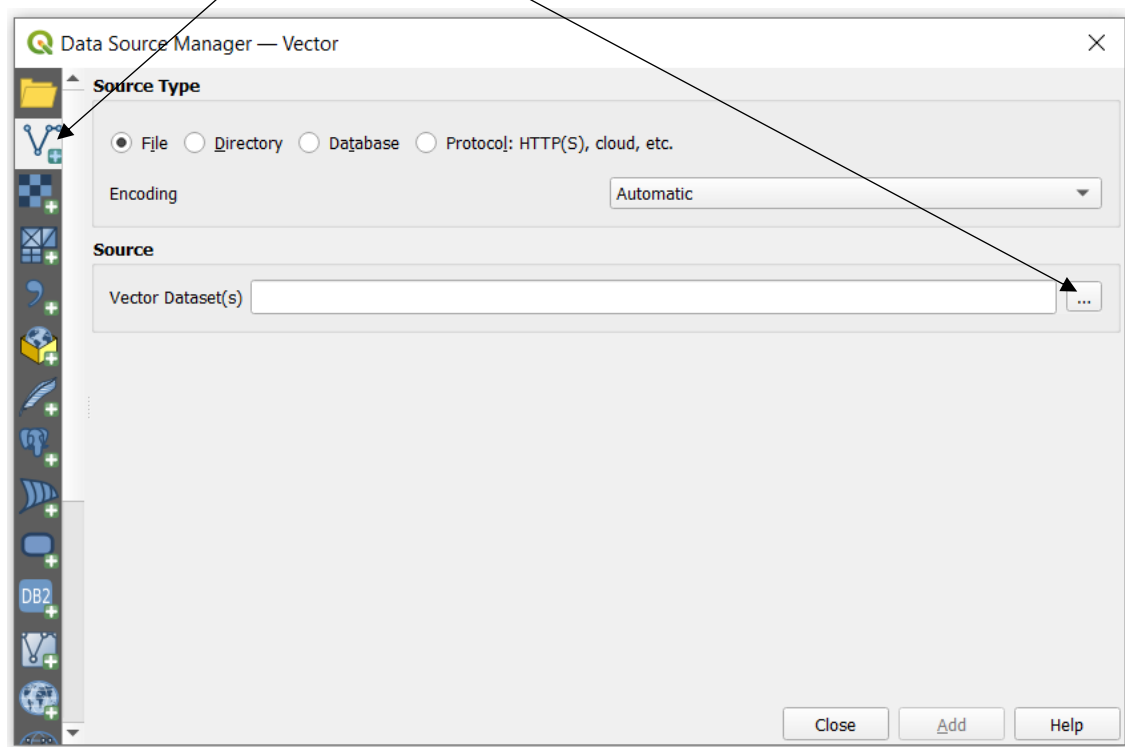 Data Source Manager — Vector
Source Type
File Directory Database Protocol: HTTP(S), cloud, etc.
Encoding Automatic
Source
Vector Dataset(s) ...
DB2
Close Add Help